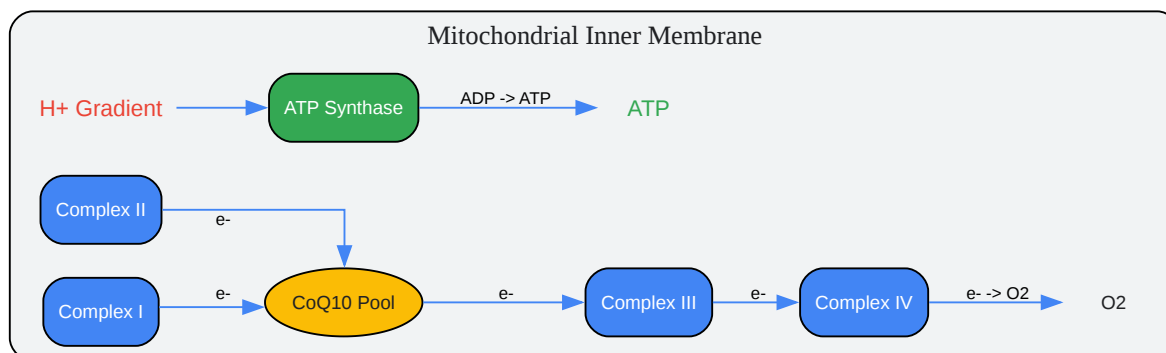 Mitochondrial Inner Membrane
H+ Gradient
ATP Synthase
ADP -> ATP
ATP
Complex II
e-
Complex I
e-
CoQ10 Pool
e-
Complex III
e-
Complex IV
e- -> O2
O2